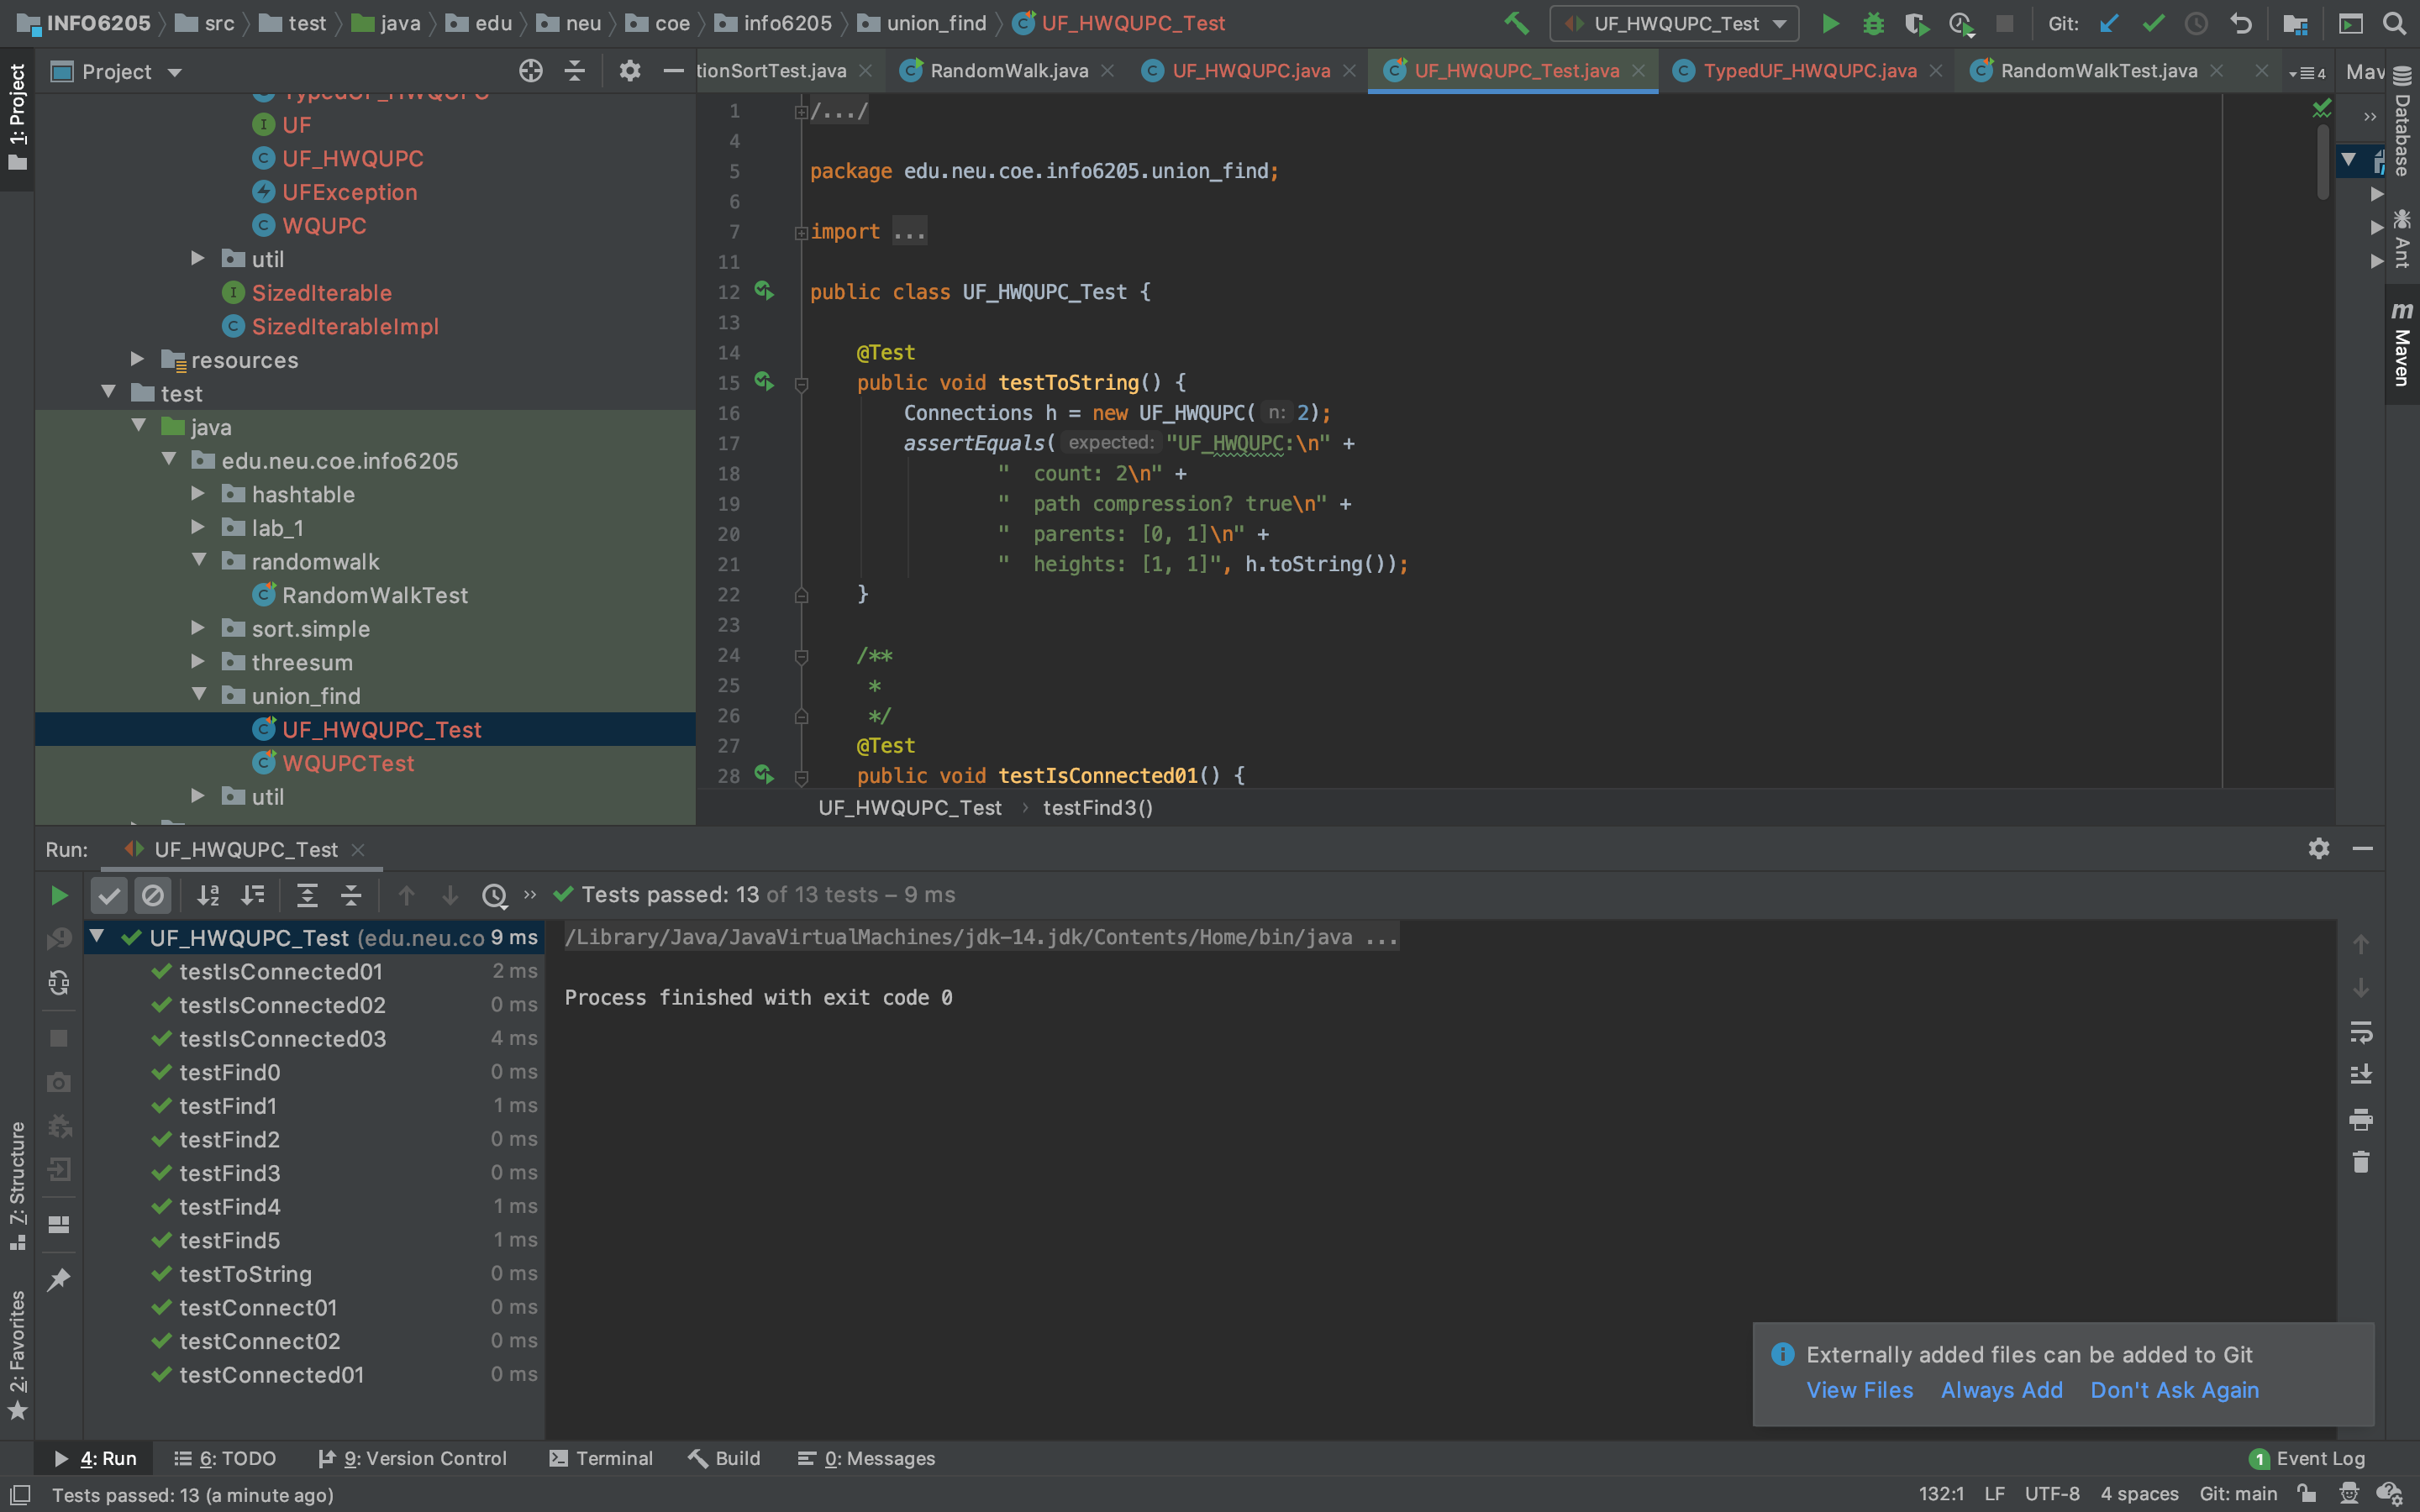 INFO6205 src test java edu neu coe info6205 union_find UF_HWQUPC_Test
UF_HWQUPC_Test Git:
Project
tionSortTest.java RandomWalk.java UF_HWQUPC.java UF_HWQUPC_Test.java TypedUF_HWQUPC.java RandomWalkTest.java 4 Mav
1: Project
Z: Structure
2: Favorites
TypedUF_HWQUPC
UF
UF_HWQUPC
UFException
WQUPC
util
SizedIterable
SizedIterableImpl
resources
test
java
edu.neu.coe.info6205
hashtable
lab_1
randomwalk
RandomWalkTest
sort.simple
threesum
union_find
UF_HWQUPC_Test
WQUPCTest
util
1 /.../
4
5 package edu.neu.coe.info6205.union_find;
6
7 import ...
11
12 public class UF_HWQUPC_Test {
13
14 @Test
15 public void testToString() {
16 Connections h = new UF_HWQUPC( n: 2);
17 assertEquals( expected: "UF_HWQUPC:\n" +
18 "  count: 2\n" +
19 "  path compression? true\n" +
20 "  parents: [0, 1]\n" +
21 "  heights: [1, 1]", h.toString());
22 }
23
24 /**
25 *
26 */
27 @Test
28 public void testIsConnected01() {
UF_HWQUPC_Test › testFind3()
Database
Ant
Maven
Run: UF_HWQUPC_Test
Tests passed: 13 of 13 tests – 9 ms
UF_HWQUPC_Test (edu.neu.co 9 ms
testIsConnected01 2 ms
testIsConnected02 0 ms
testIsConnected03 4 ms
testFind0 0 ms
testFind1 1 ms
testFind2 0 ms
testFind3 0 ms
testFind4 1 ms
testFind5 1 ms
testToString 0 ms
testConnect01 0 ms
testConnect02 0 ms
testConnected01 0 ms
/Library/Java/JavaVirtualMachines/jdk-14.jdk/Contents/Home/bin/java ...
Process finished with exit code 0
Externally added files can be added to Git
View Files Always Add Don't Ask Again
4: Run 6: TODO 9: Version Control Terminal Build 0: Messages 1 Event Log
Tests passed: 13 (a minute ago) 132:1 LF UTF-8 4 spaces Git: main